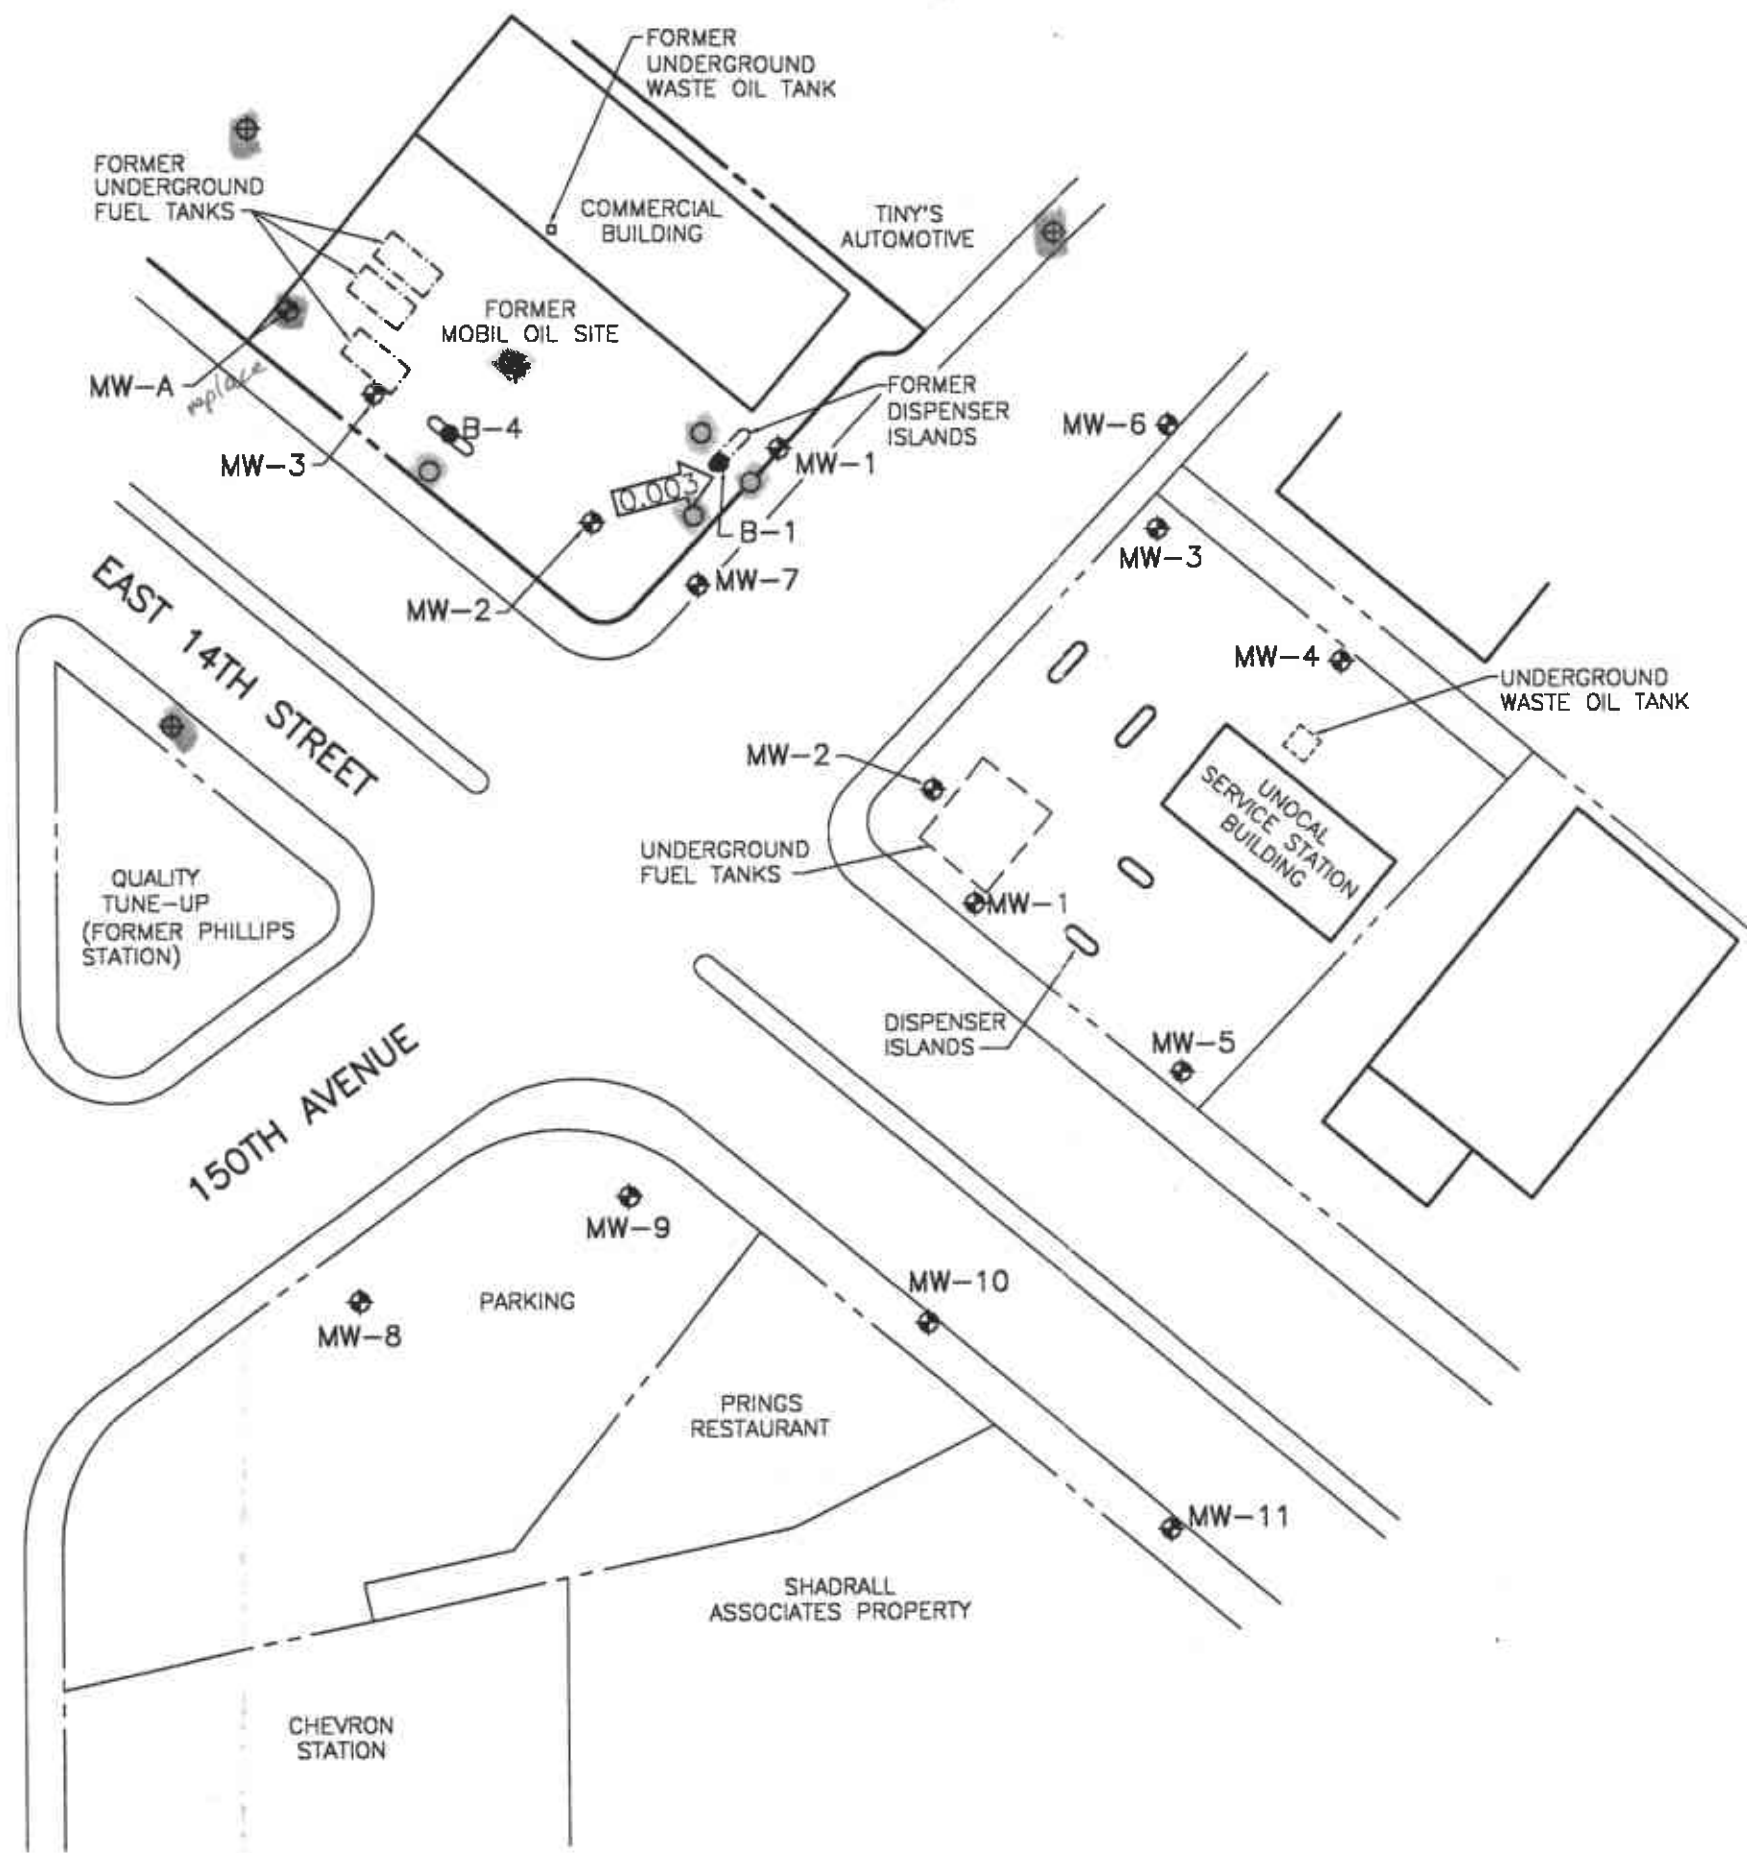 FORMER
UNDERGROUND
WASTE OIL TANK
FORMER
UNDERGROUND
FUEL TANKS
COMMERCIAL
BUILDING
TINY'S
AUTOMOTIVE
FORMER
MOBIL OIL SITE
MW-A
replace
MW-3
B-4
FORMER
DISPENSER
ISLANDS
MW-1
0.003
B-1
MW-2
MW-7
MW-6
MW-3
MW-4
UNDERGROUND
WASTE OIL TANK
EAST 14TH STREET
MW-2
UNOCAL
SERVICE STATION
BUILDING
UNDERGROUND
FUEL TANKS
MW-1
QUALITY
TUNE-UP
(FORMER PHILLIPS
STATION)
DISPENSER
ISLANDS
MW-5
150TH AVENUE
MW-9
MW-8
PARKING
MW-10
PRINGS
RESTAURANT
MW-11
SHADRALL
ASSOCIATES PROPERTY
CHEVRON
STATION